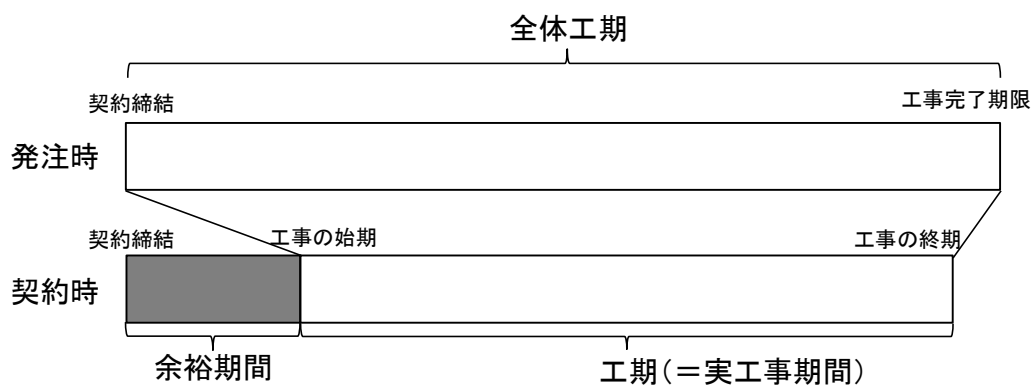 全体工期
契約締結
工事完了期限
発注時
契約締結
工事の始期
工事の終期
契約時
余裕期間
工期(=実工事期間)